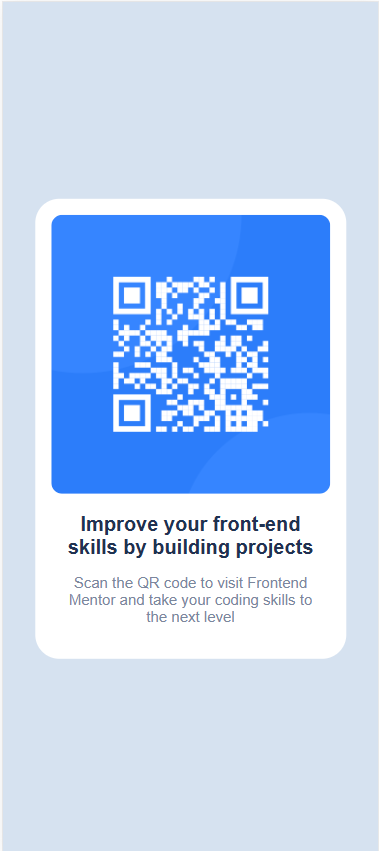 Improve your front-end
skills by building projects
Scan the QR code to visit Frontend
Mentor and take your coding skills to
the next level